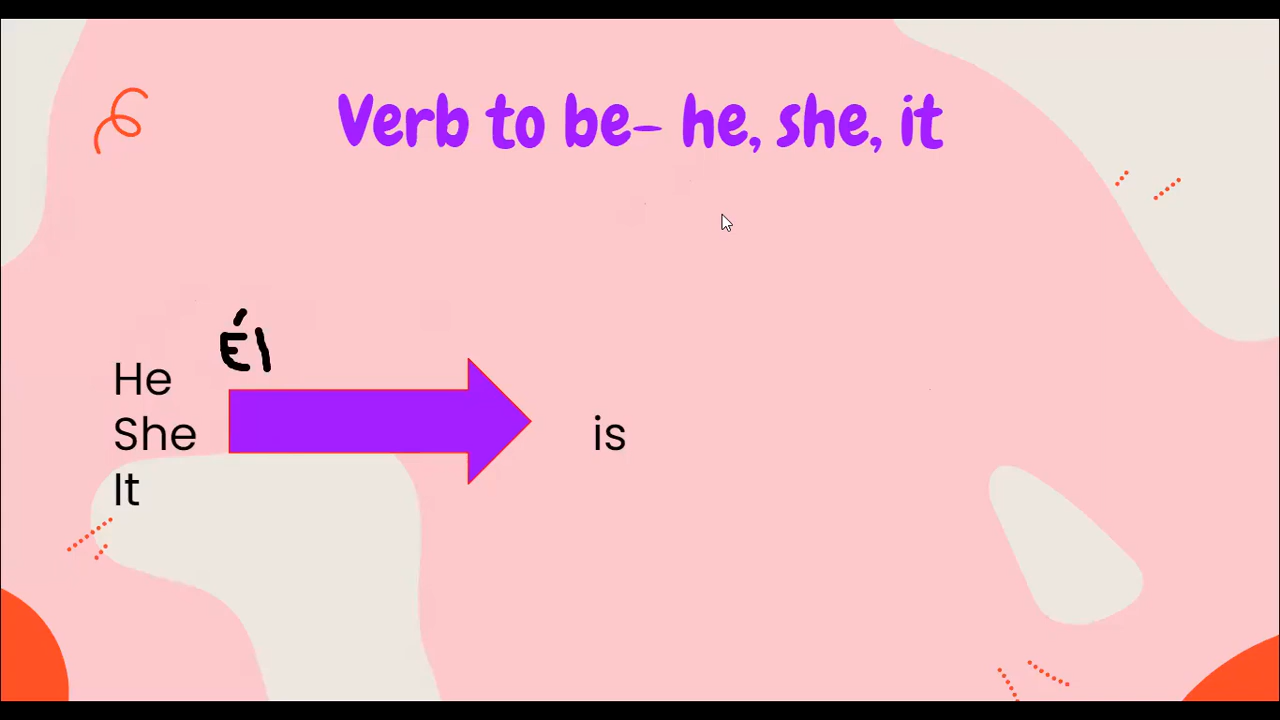 Verb to be- he, she, it
Él
He
She
It
is